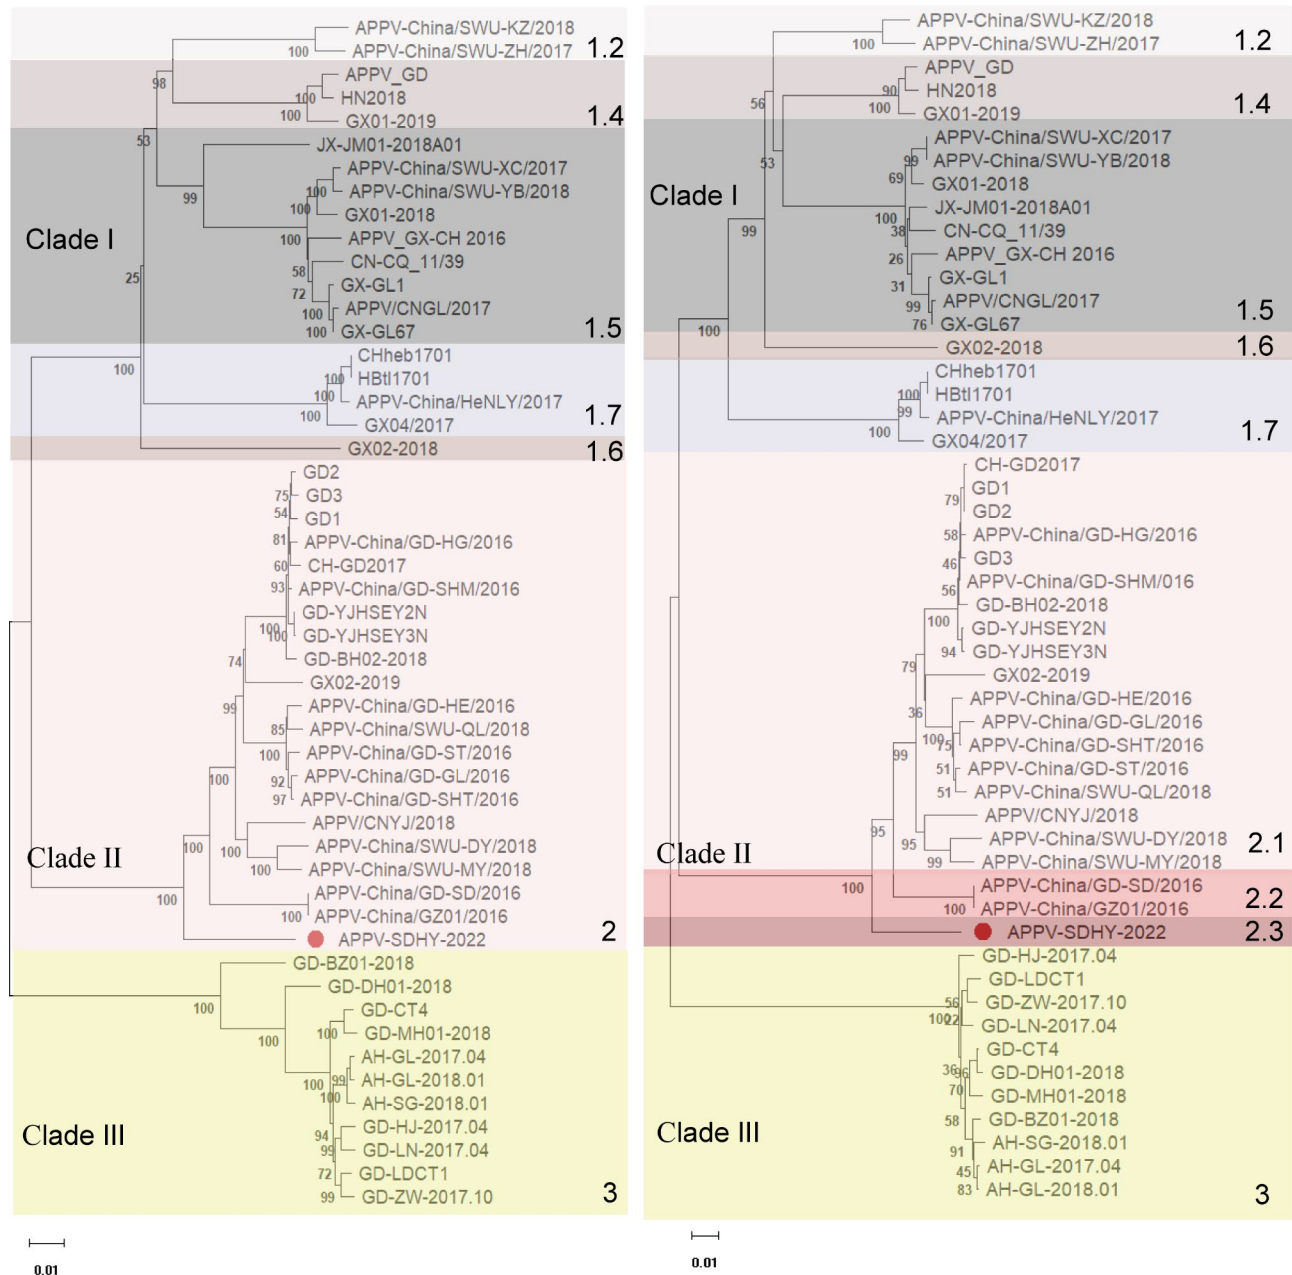 APPV-China/SWU-KZ/2018
100
APPV-China/SWU-ZH/2017
1.2
98
APPV_GD
100
HN2018
100
GX01-2019
1.4
53
JX-JM01-2018A01
APPV-China/SWU-XC/2017
100
APPV-China/SWU-YB/2018
99
100
GX01-2018
Clade I
100
APPV_GX-CH 2016
CN-CQ_11/39
25
58
GX-GL1
72
APPV/CNGL/2017
100
100
GX-GL67
1.5
CHheb1701
100
100
HBtI1701
100
APPV-China/HeNLY/2017
100
GX04/2017
1.7
GX02-2018
1.6
GD2
75
GD3
54
GD1
81
APPV-China/GD-HG/2016
60
CH-GD2017
93
APPV-China/GD-SHM/2016
GD-YJHSEY2N
100
100
GD-YJHSEY3N
74
GD-BH02-2018
GX02-2019
99
APPV-China/GD-HE/2016
85
APPV-China/SWU-QL/2018
100
APPV-China/GD-ST/2016
100
92
APPV-China/GD-GL/2016
97
APPV-China/GD-SHT/2016
APPV/CNYJ/2018
100
100
APPV-China/SWU-DY/2018
Clade II
100
APPV-China/SWU-MY/2018
APPV-China/GD-SD/2016
100
100
APPV-China/GZ01/2016
APPV-SDHY-2022
2
GD-BZ01-2018
GD-DH01-2018
100
GD-CT4
100
100
GD-MH01-2018
AH-GL-2017.04
100
99
AH-GL-2018.01
100
AH-SG-2018.01
Clade III
94
GD-HJ-2017.04
99
GD-LN-2017.04
72
GD-LDCT1
99
GD-ZW-2017.10
3
0.01
APPV-China/SWU-KZ/2018
100
APPV-China/SWU-ZH/2017
1.2
APPV_GD
90
HN2018
56
100
GX01-2019
1.4
APPV-China/SWU-XC/2017
53
99
APPV-China/SWU-YB/2018
69
GX01-2018
Clade I
JX-JM01-2018A01
100
99
38
CN-CQ_11/39
26
APPV_GX-CH 2016
31
GX-GL1
99
APPV/CNGL/2017
100
76
GX-GL67
1.5
GX02-2018
1.6
CHheb1701
100
HBtI1701
99
APPV-China/HeNLY/2017
100
GX04/2017
1.7
CH-GD2017
79
GD1
GD2
58
APPV-China/GD-HG/2016
46
GD3
56
APPV-China/GD-SHM/016
GD-BH02-2018
100
GD-YJHSEY2N
94
GD-YJHSEY3N
79
GX02-2019
APPV-China/GD-HE/2016
36
APPV-China/GD-GL/2016
100
75
APPV-China/GD-SHT/2016
99
51
APPV-China/GD-ST/2016
51
APPV-China/SWU-QL/2018
APPV/CNYJ/2018
95
95
APPV-China/SWU-DY/2018
2.1
Clade II
99
APPV-China/SWU-MY/2018
100
APPV-China/GD-SD/2016
2.2
100
APPV-China/GZ01/2016
APPV-SDHY-2022
2.3
GD-HJ-2017.04
GD-LDCT1
56
GD-ZW-2017.10
100
22
GD-LN-2017.04
GD-CT4
36
96
GD-DH01-2018
70
GD-MH01-2018
58
GD-BZ01-2018
Clade III
91
AH-SG-2018.01
45
AH-GL-2017.04
83
AH-GL-2018.01
3
0.01